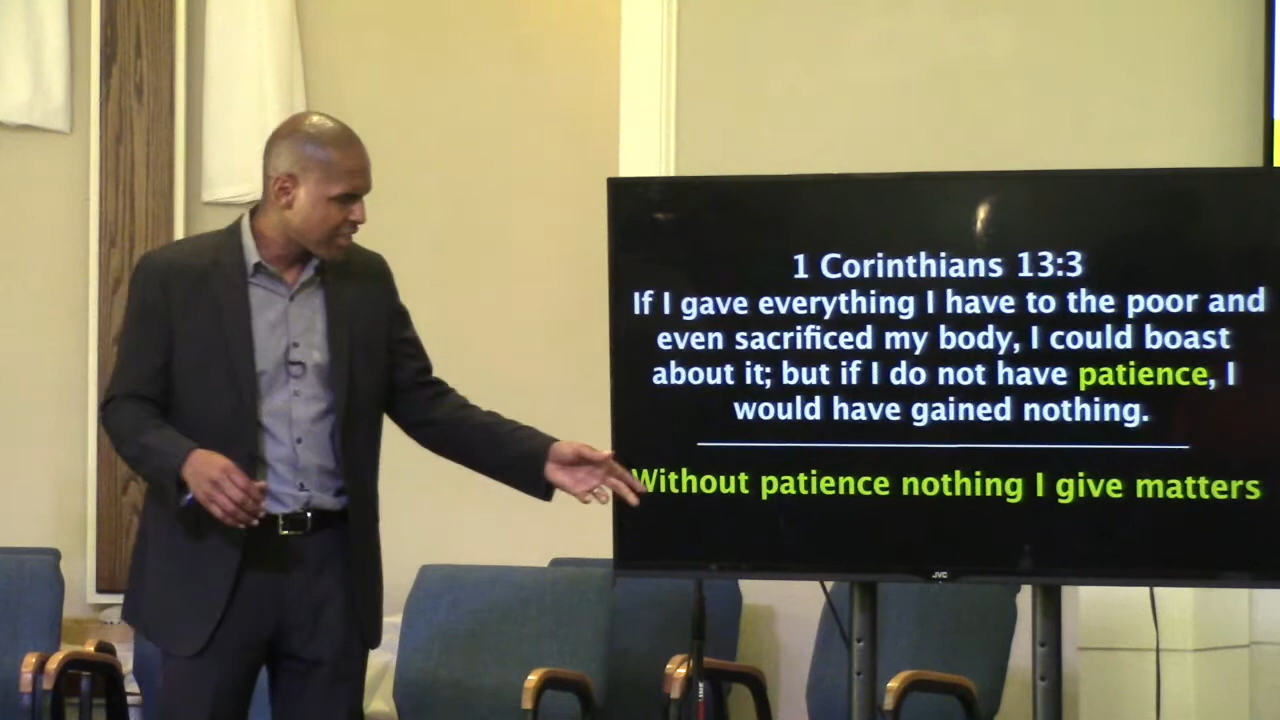 1 Corinthians 13:3
If I gave everything I have to the poor and
even sacrificed my body, I could boast
about it; but if I do not have patience, I
would have gained nothing.
Without patience nothing I give matters
JVC